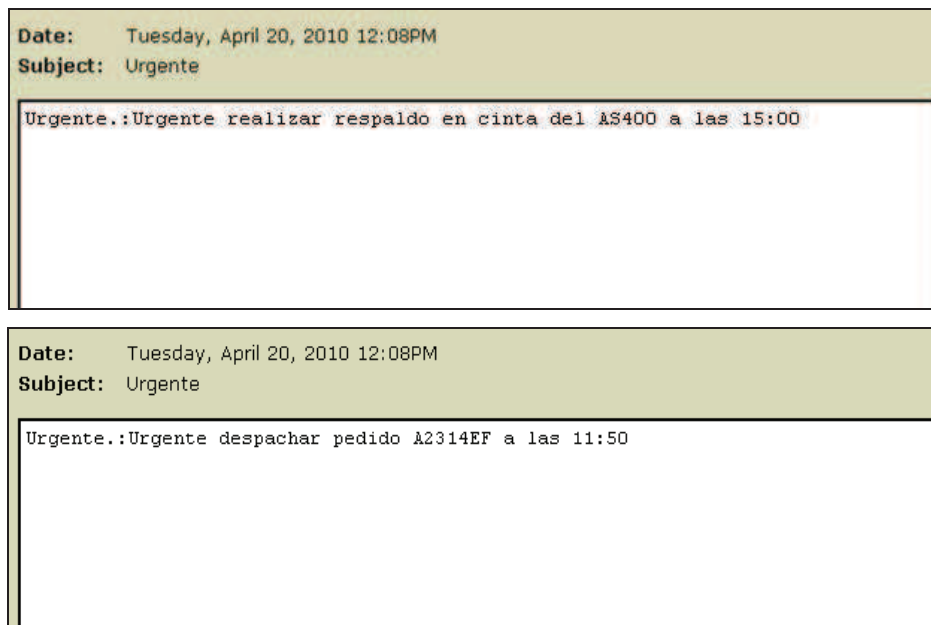 Date: Tuesday, April 20, 2010 12:08PM
Subject: Urgente
Urgente.:Urgente realizar respaldo en cinta del AS400 a las 15:00
Date: Tuesday, April 20, 2010 12:08PM
Subject: Urgente
Urgente.:Urgente despachar pedido A2314EF a las 11:50